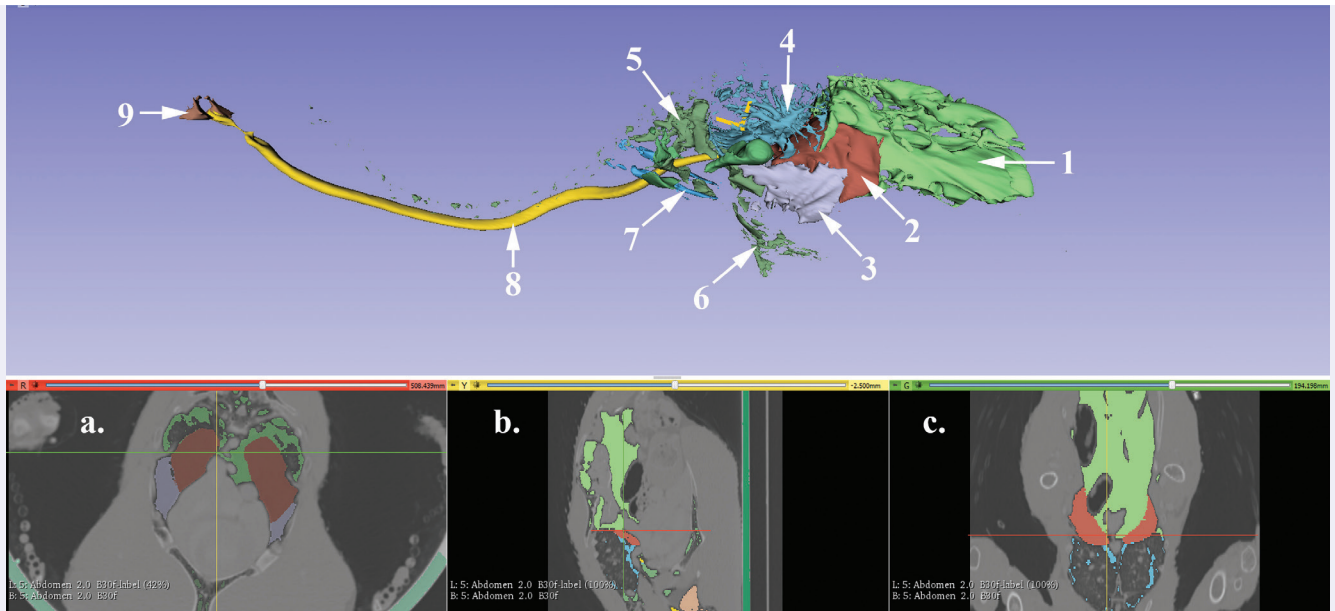 4
5
9
1
2
7
3
8
6
R
508.439mm
Y
-2.500mm
G
194.198mm
a.
b.
c.
L: 5: Abdomen 2.0 B30f-label (42%)
B: 5: Abdomen 2.0 B30f
L: 5: Abdomen 2.0 B30f-label (100%)
B: 5: Abdomen 2.0 B30f
L: 5: Abdomen 2.0 B30f-label (100%)
B: 5: Abdomen 2.0 B30f